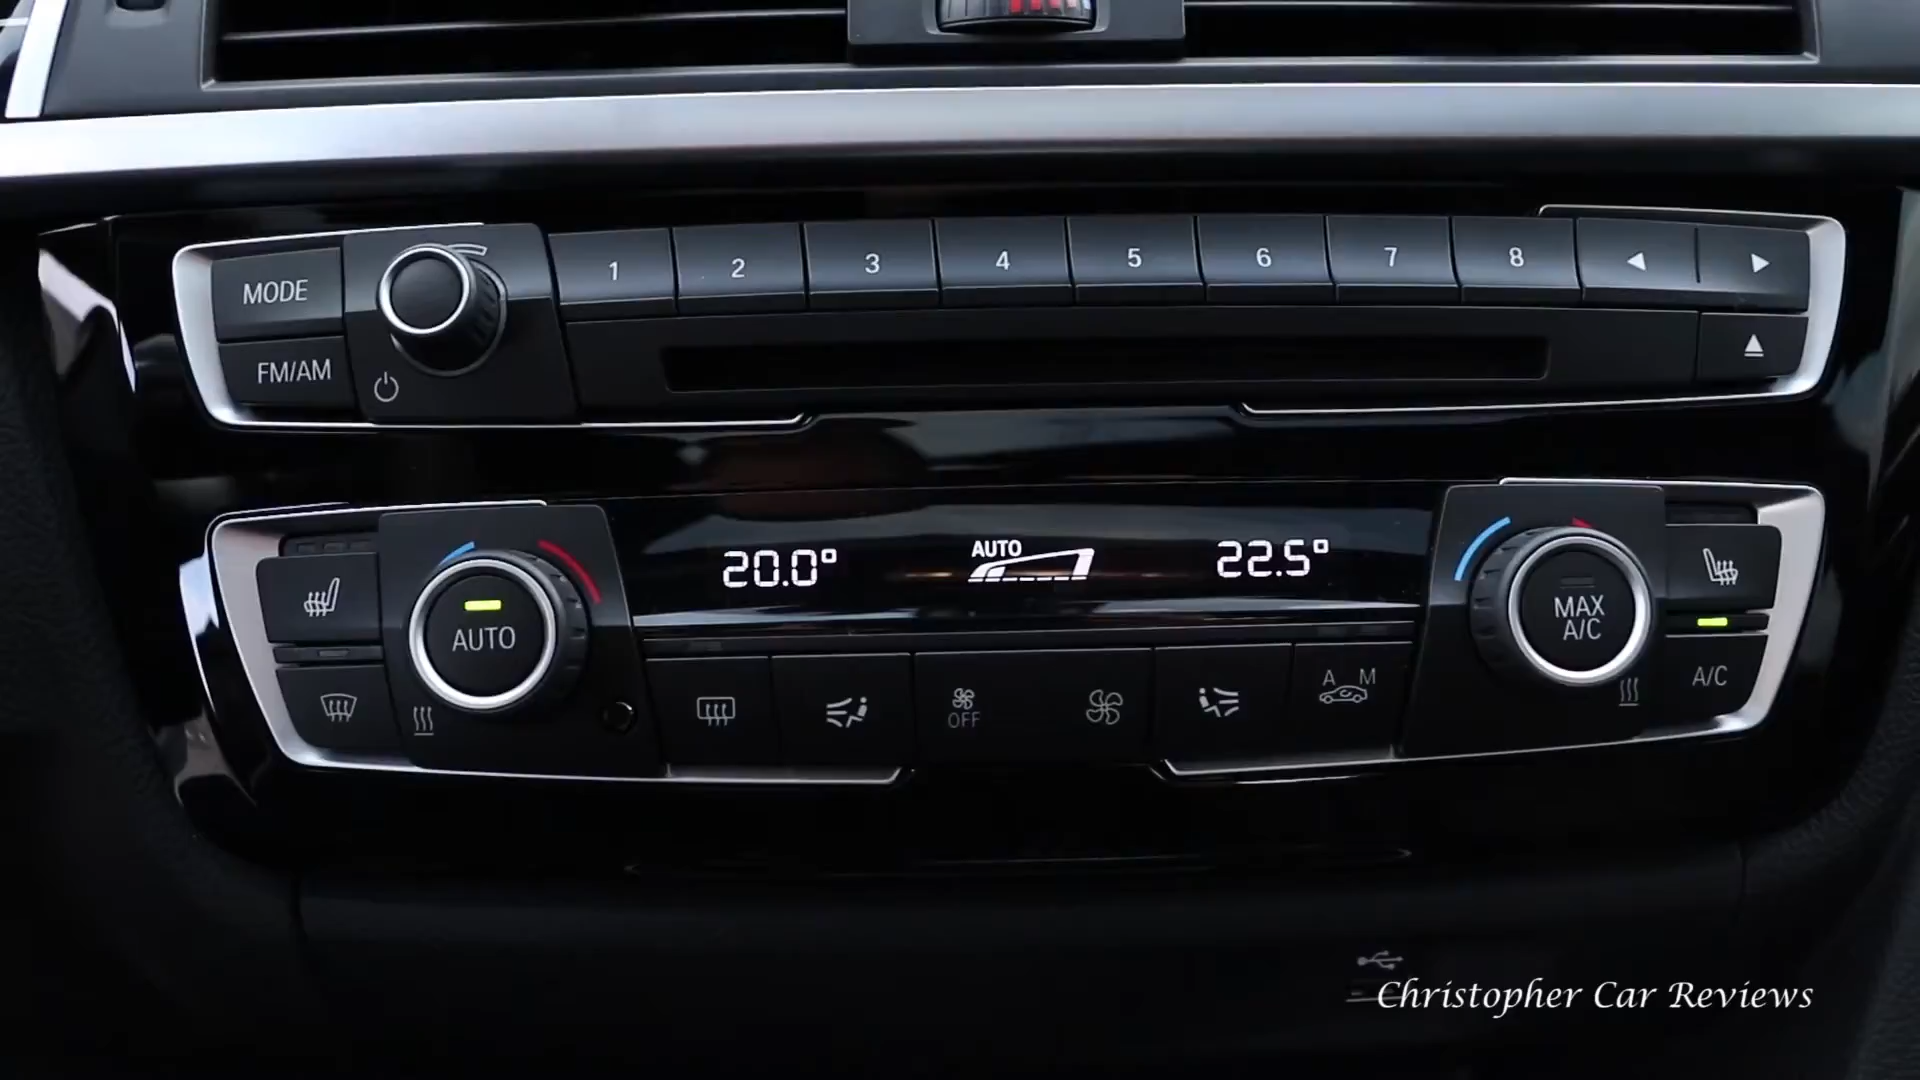 MODE
1
2
3
4
5
6
7
8
FM/AM
20.0°
AUTO
22.5°
AUTO
MAX
A/C
A/C
OFF
A M
Christopher Car Reviews